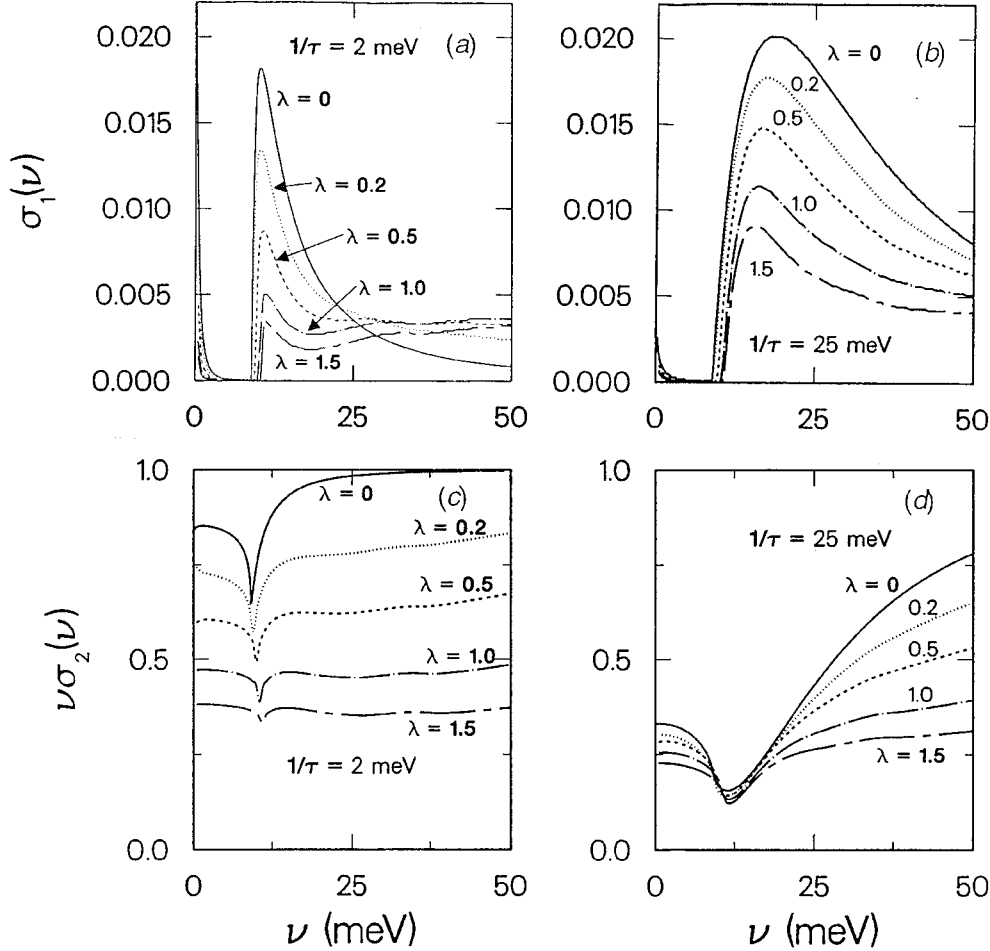 0.020
0.015
0.010
0.005
0.000
σ₁(ν)
1/τ = 2 meV
(a)
λ = 0
λ = 0.2
λ = 0.5
λ = 1.0
λ = 1.5
0
25
50
0.020
0.015
0.010
0.005
0.000
λ = 0
(b)
0.2
0.5
1.0
1.5
1/τ = 25 meV
0
25
50
1.0
0.5
0.0
νσ₂(ν)
λ = 0
(c)
λ = 0.2
λ = 0.5
λ = 1.0
λ = 1.5
1/τ = 2 meV
0
25
50
ν (meV)
1.0
0.5
0.0
(d)
1/τ = 25 meV
λ = 0
0.2
0.5
1.0
λ = 1.5
0
25
50
ν (meV)